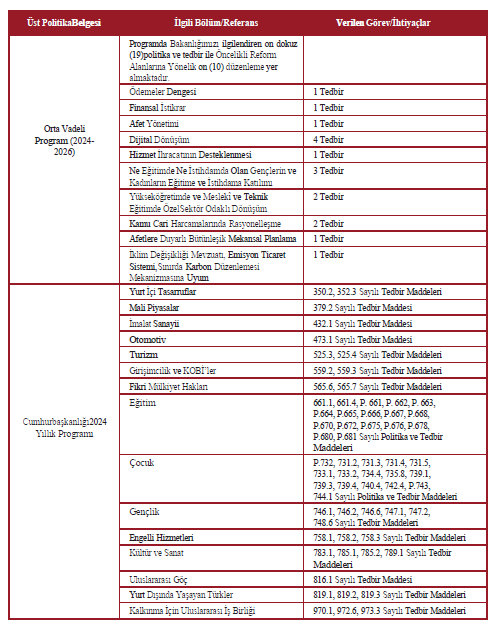 Üst PolitikaBelgesi
İlgili Bölüm/Referans
Verilen Görev/İhtiyaçlar
Orta Vadeli
Program (2024-
2026)
Programda Bakanlığımızı ilgilendiren on dokuz
(19)politika ve tedbir ile Öncelikli Reform
Alanlarına Yönelik on (10) düzenleme yer
almaktadır.
Ödemeler Dengesi
1 Tedbir
Finansal İstikrar
1 Tedbir
Afet Yönetimi
1 Tedbir
Dijital Dönüşüm
4 Tedbir
Hizmet İhracatının Desteklenmesi
1 Tedbir
Ne Eğitimde Ne İstihdamda Olan Gençlerin ve
Kadınların Eğitime ve İstihdama Katılımı
3 Tedbir
Yükseköğretimde ve Mesleki ve Teknik
Eğitimde ÖzelSektör Odaklı Dönüşüm
2 Tedbir
Kamu Cari Harcamalarında Rasyonelleşme
2 Tedbir
Afetlere Duyarlı Bütünleşik Mekansal Planlama
1 Tedbir
İklim Değişikliği Mevzuatı, Emisyon Ticaret
Sistemi,Sınırda Karbon Düzenlemesi
Mekanizmasına Uyum
1 Tedbir
Cumhurbaşkanlığı2024
Yıllık Programı
Yurt İçi Tasarruflar
350.2, 352.3 Sayılı Tedbir Maddeleri
Mali Piyasalar
379.2 Sayılı Tedbir Maddesi
İmalat Sanayii
432.1 Sayılı Tedbir Maddesi
Otomotiv
473.1 Sayılı Tedbir Maddesi
Turizm
525.3, 525.4 Sayılı Tedbir Maddeleri
Girişimcilik ve KOBİ'ler
559.2, 559.3 Sayılı Tedbir Maddeleri
Fikri Mülkiyet Hakları
565.6, 565.7 Sayılı Tedbir Maddeleri
Eğitim
661.1, 661.4, P. 661, P. 662, P. 663,
P.664, P.665, P.666, P.667, P.668,
P.670, P.672, P.675, P.676, P.678,
P.680, P.681 Sayılı Politika ve Tedbir
Maddeleri
Çocuk
P.732, 731.2, 731.3, 731.4, 731.5,
733.1, 733.2, 734.4, 735.8, 739.1,
739.3, 739.4, 740.4, 742.4, P.743,
744.1 Sayılı Politika ve Tedbir Maddeleri
Gençlik
746.1, 746.2, 746.6, 747.1, 747.2,
748.6 Sayılı Tedbir Maddeleri
Engelli Hizmetleri
758.1, 758.2, 758.3 Sayılı Tedbir Maddeleri
Kültür ve Sanat
783.1, 785.1, 785.2, 789.1 Sayılı Tedbir
Maddeleri
Uluslararası Göç
816.1 Sayılı Tedbir Maddesi
Yurt Dışında Yaşayan Türkler
819.1, 819.2, 819.3 Sayılı Tedbir Maddeleri
Kalkınma İçin Uluslararası İş Birliği
970.1, 972.6, 973.3 Sayılı Tedbir Maddeleri